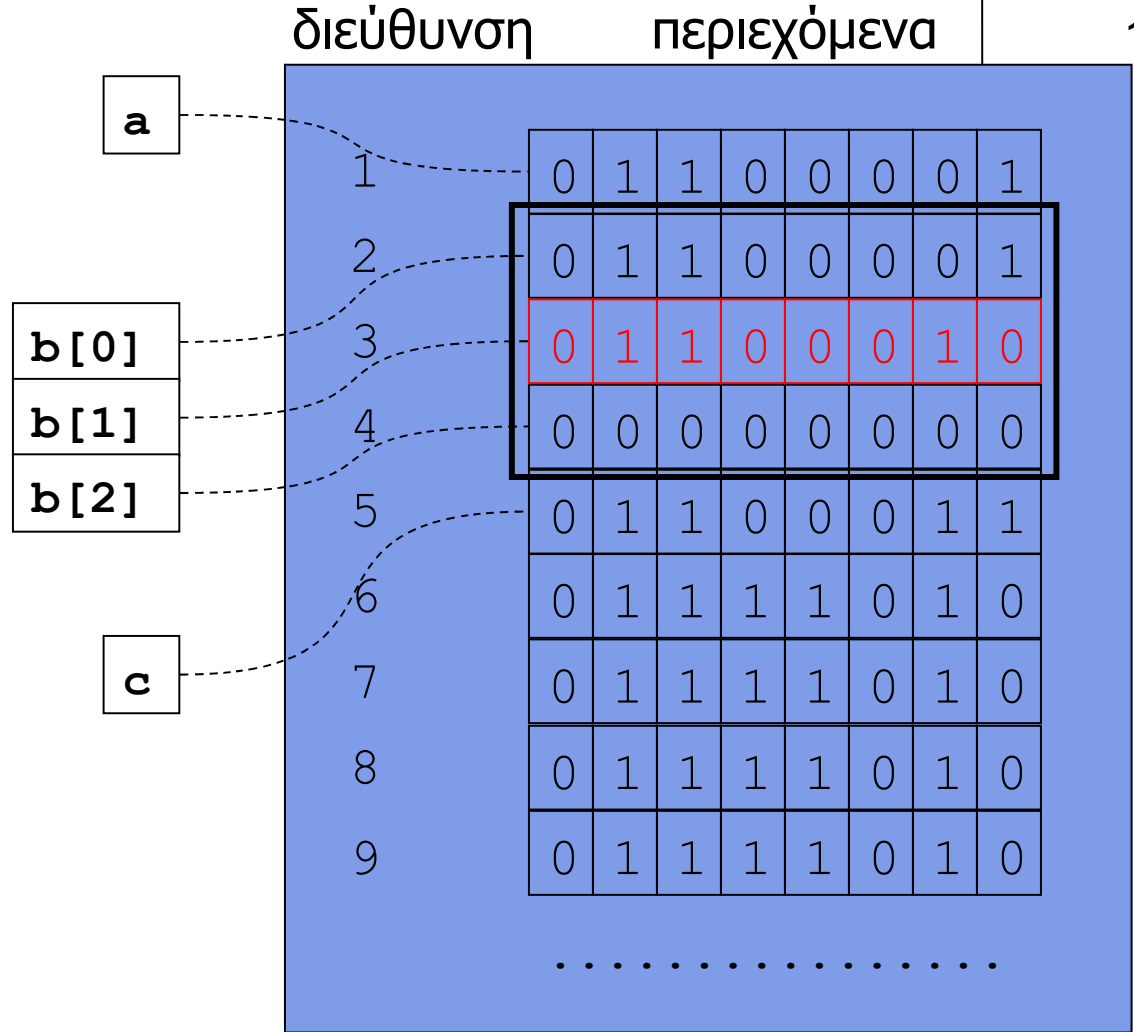 διεύθυνση περιεχόμενα
a
1 0 1 1 0 0 0 0 1
2 0 1 1 0 0 0 0 1
b[0]
3 0 1 1 0 0 0 1 0
b[1]
4 0 0 0 0 0 0 0 0
b[2]
5 0 1 1 0 0 0 1 1
6 0 1 1 1 1 0 1 0
c
7 0 1 1 1 1 0 1 0
8 0 1 1 1 1 0 1 0
9 0 1 1 1 1 0 1 0
. . . . . . . . . . . . . . . .